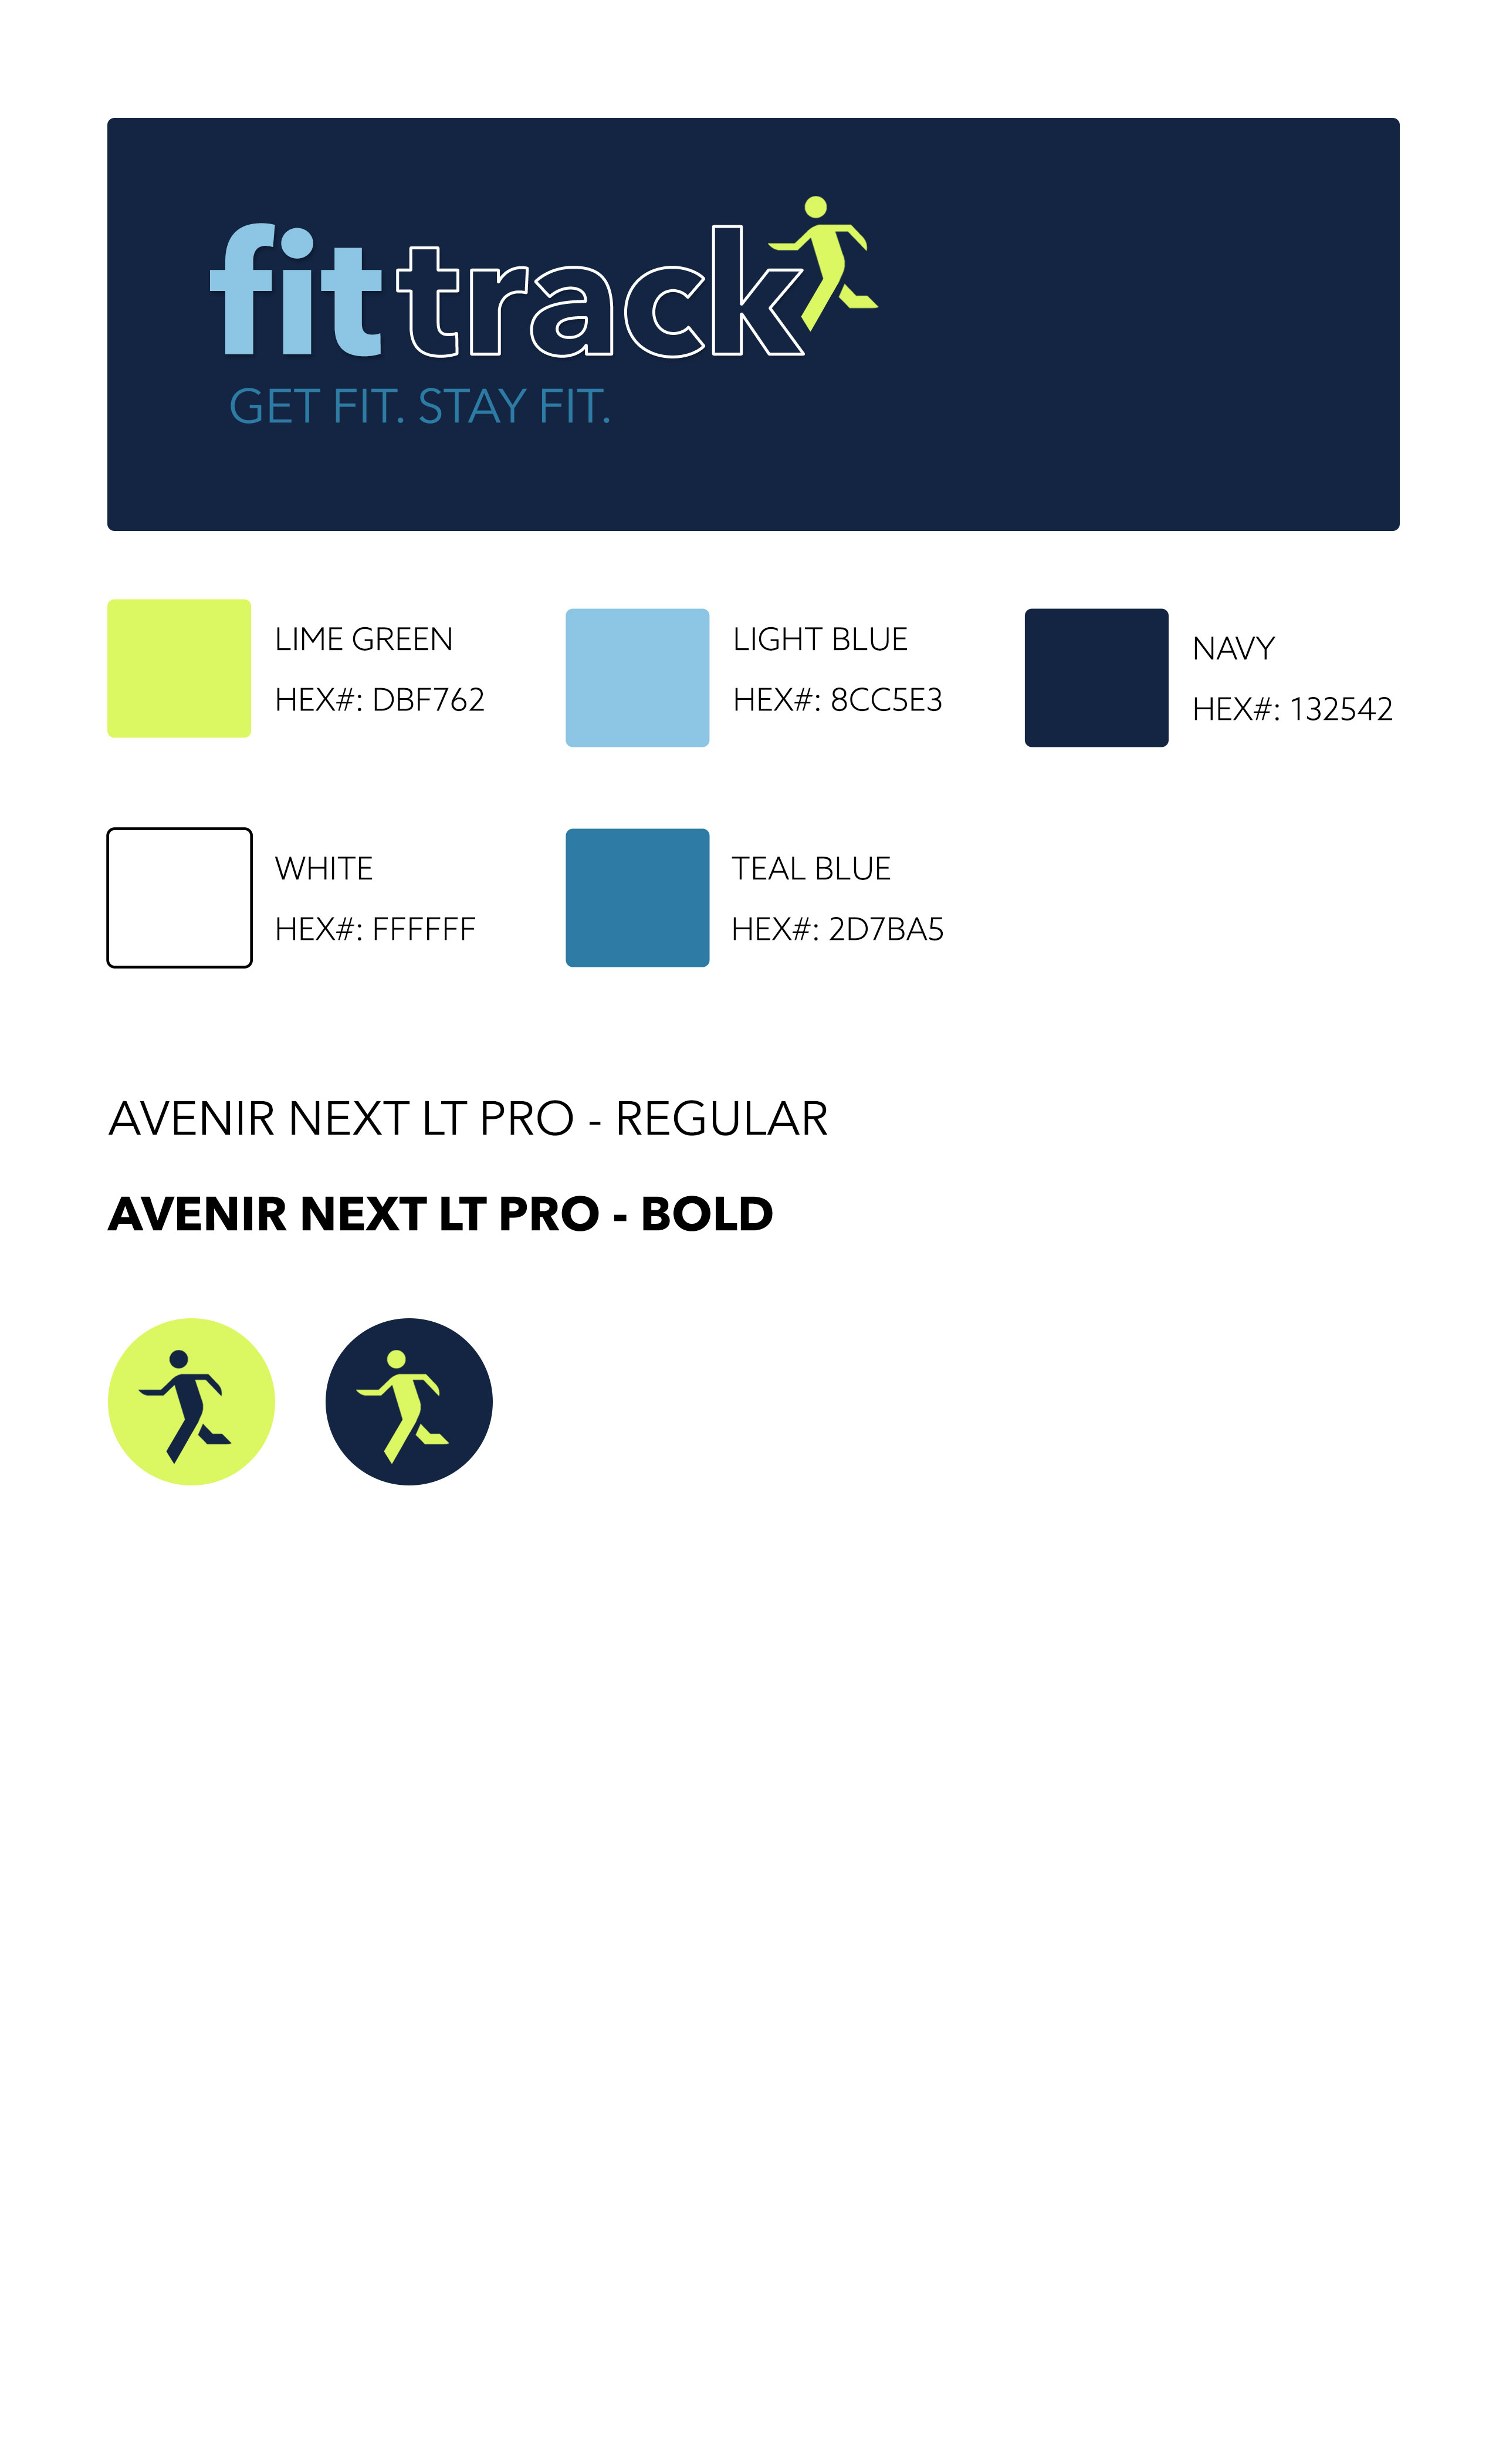 fittrack
GET FIT. STAY FIT.
LIME GREEN
HEX#: DBF762
LIGHT BLUE
HEX#: 8CC5E3
NAVY
HEX#: 132542
WHITE
HEX#: FFFFFF
TEAL BLUE
HEX#: 2D7BA5
AVENIR NEXT LT PRO - REGULAR
AVENIR NEXT LT PRO - BOLD